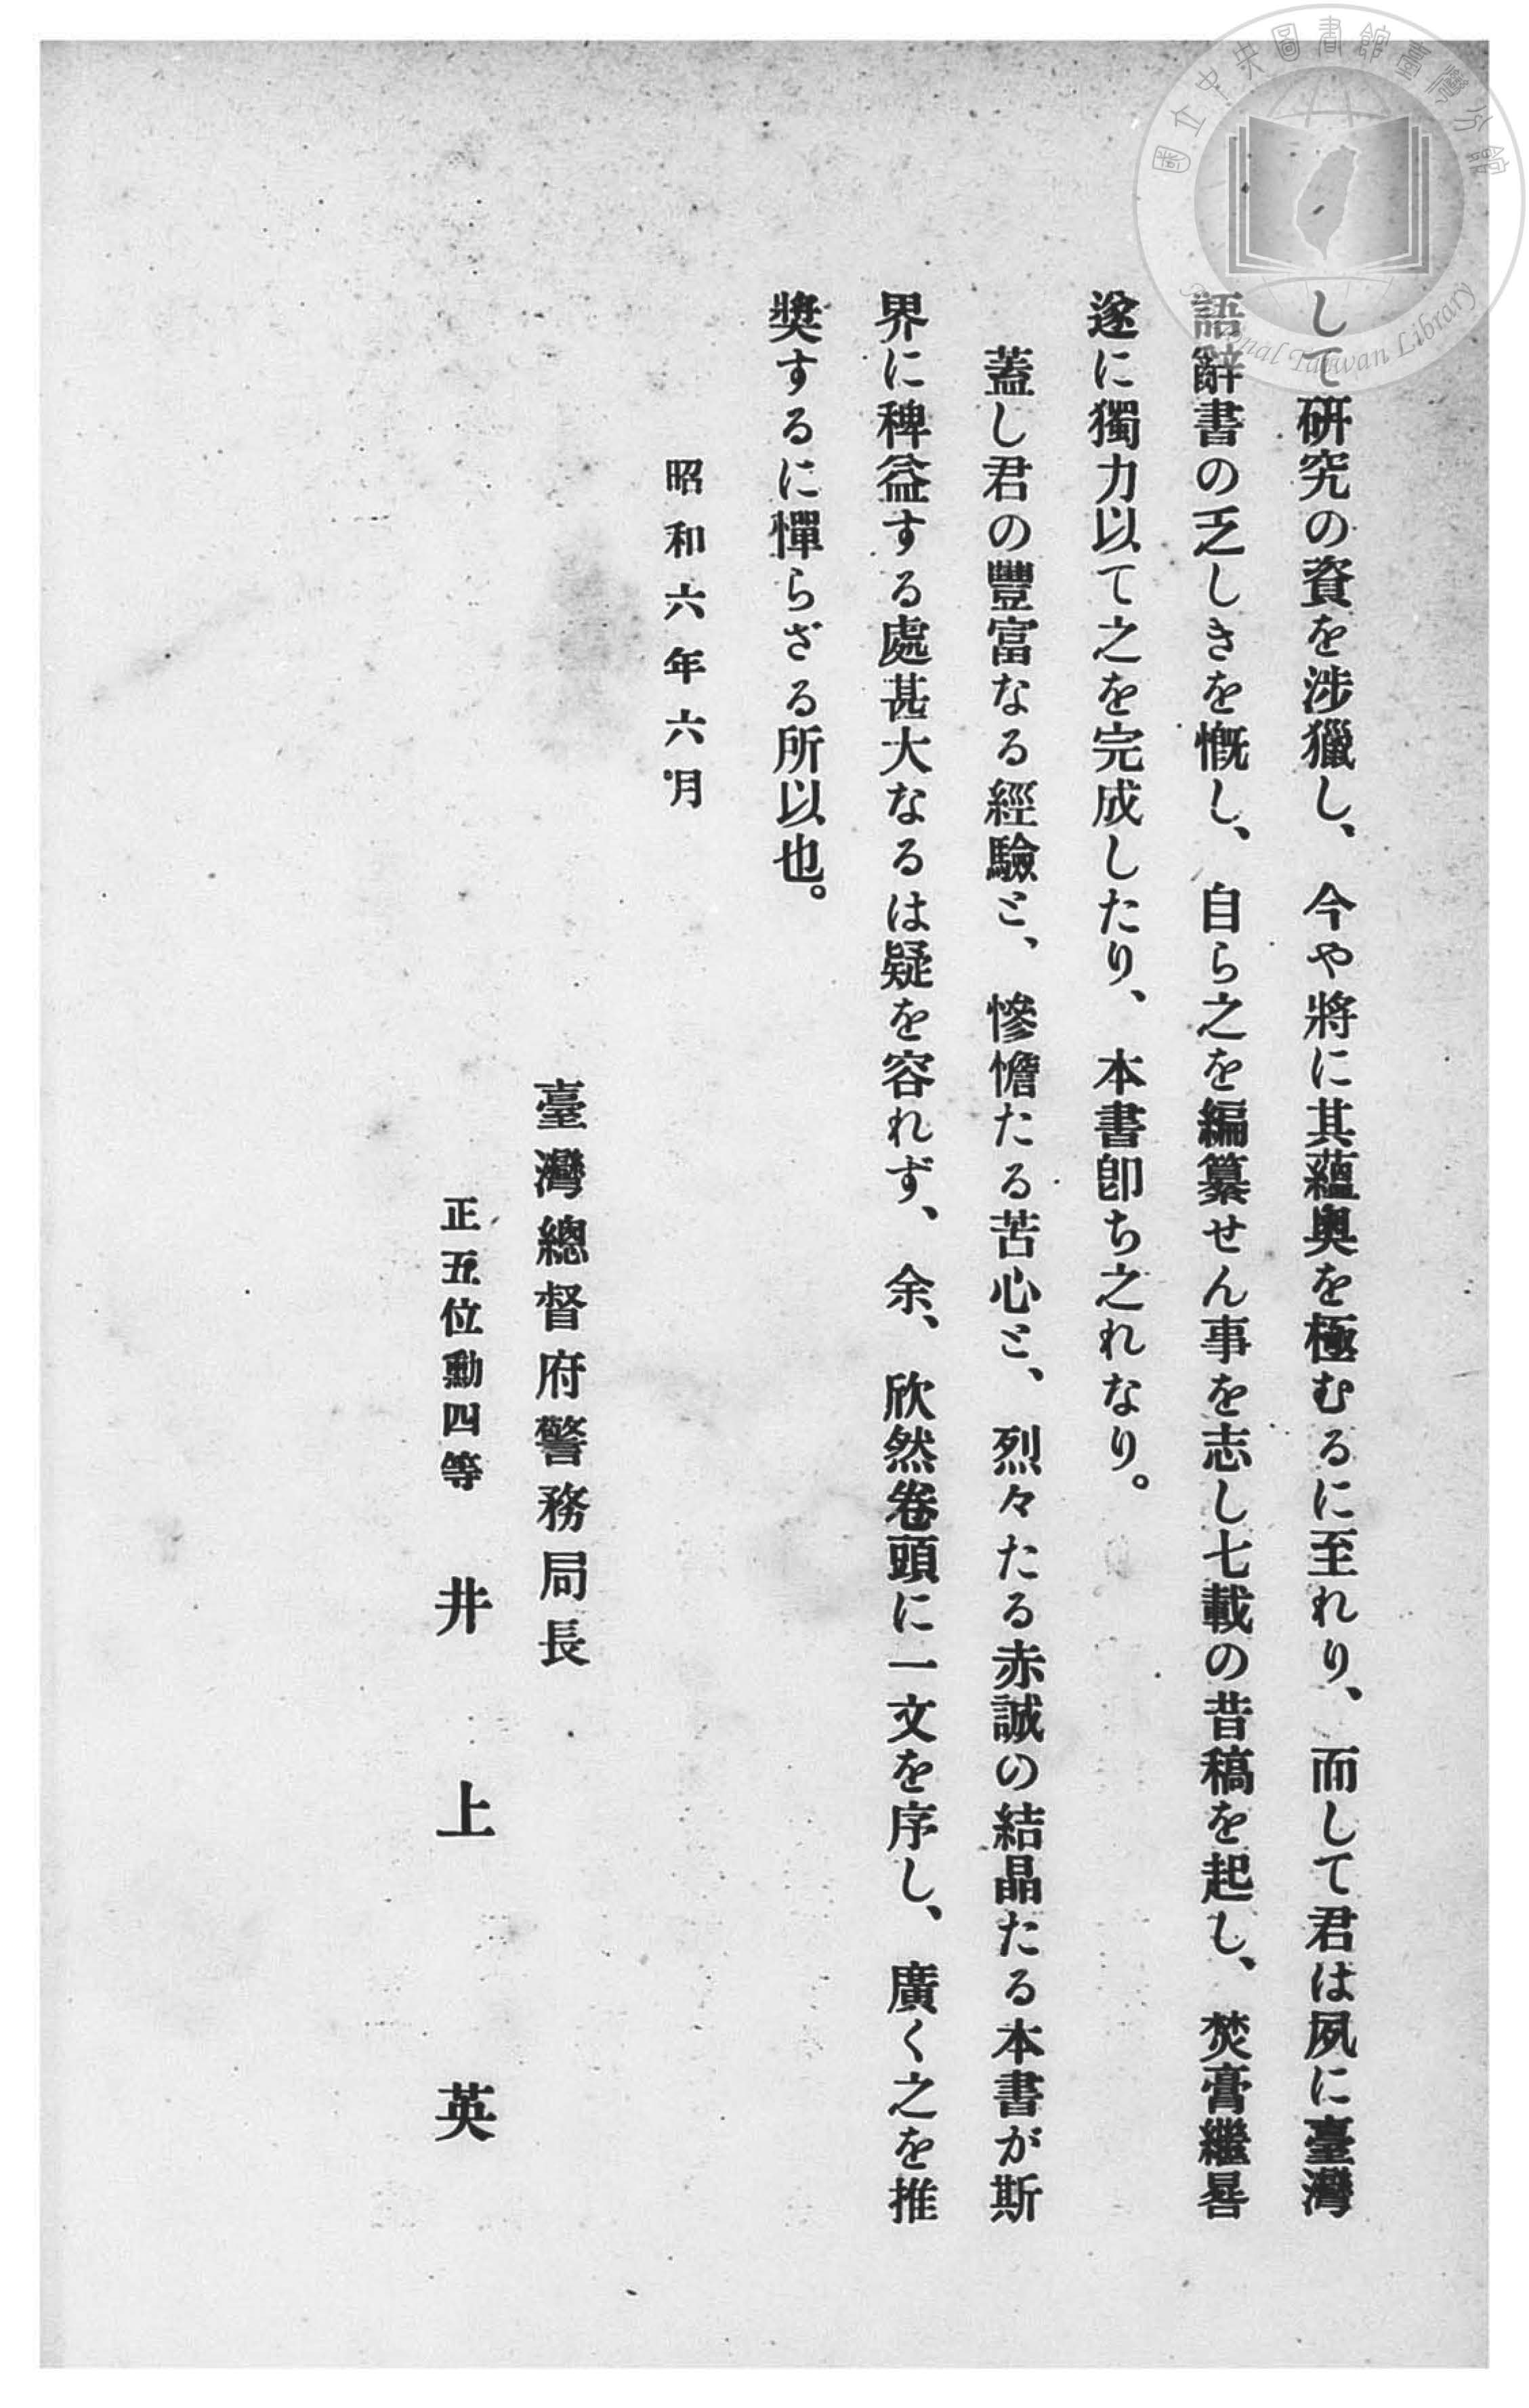 國立中央圖書館臺灣分館
National Taiwan Library
して研究の資を涉獵し、今や將に其蘊奧を極むるに至れり、而して君は夙に臺灣
語辭書の乏しきを慨し、自ら之を編纂せん事を志し七載の昔稿を起し、焚膏繼晷
遂に獨力以て之を完成したり、本書卽ち之れなり。
蓋し君の豐富なる經驗と、慘憺たる苦心と、烈々たる赤誠の結晶たる本書が斯
界に稗益する處甚大なるは疑を容れず、余、欣然卷頭に一文を序し、廣く之を推
奬するに憚らざる所以也。
昭和六年六月
臺灣總督府警務局長
正五位勳四等 井上英